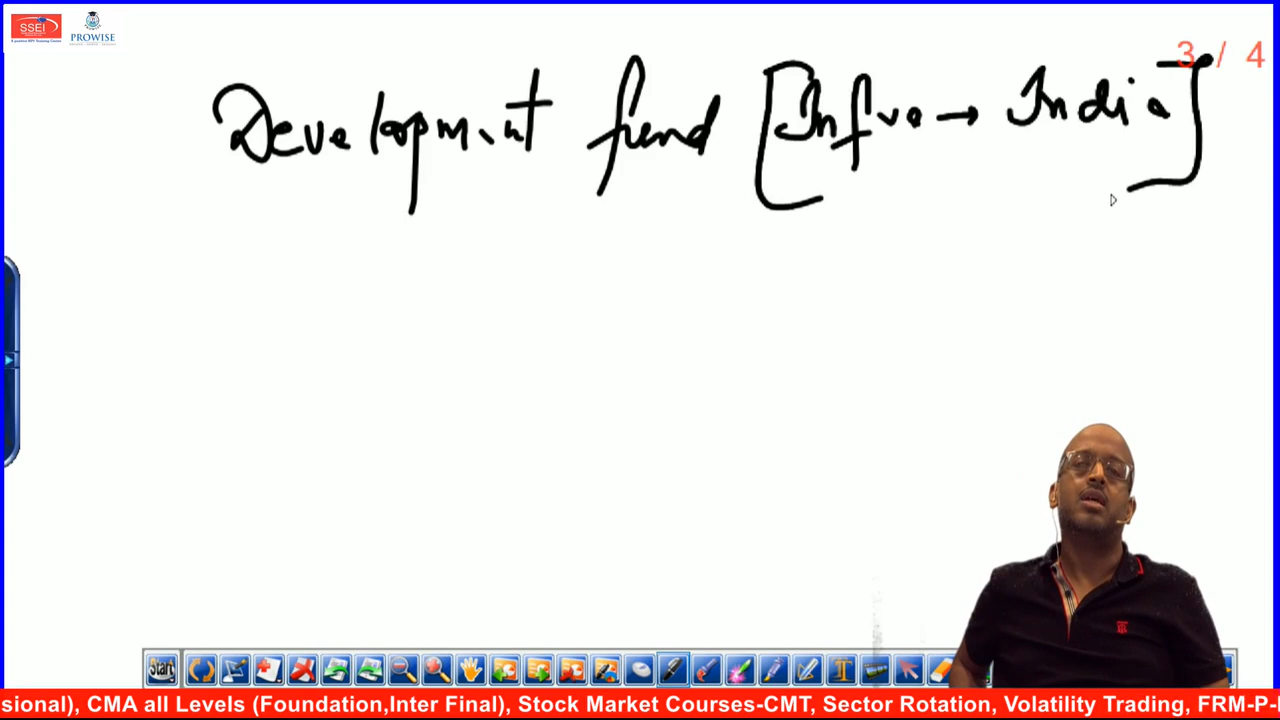 SSEI
PROWISE
3 / 4
Development fund [Infra → India]
Start
sional), CMA all Levels (Foundation,Inter Final), Stock Market Courses-CMT, Sector Rotation, Volatility Trading, FRM-P-